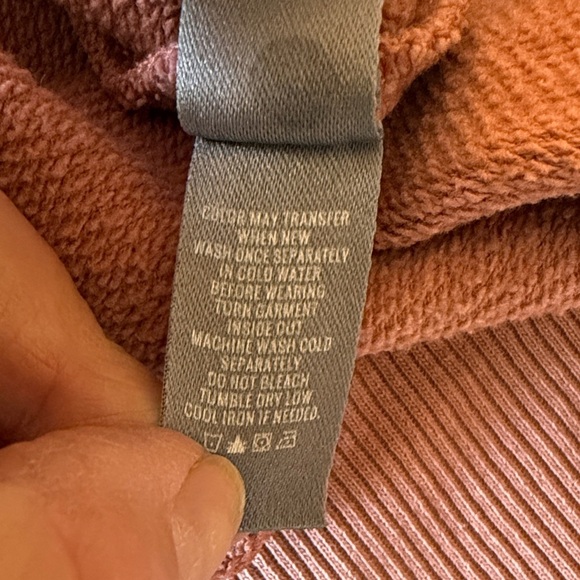 COLOR MAY TRANSFER
WHEN NEW
WASH ONCE SEPARATELY
IN COLD WATER
BEFORE WEARING
TURN GARMENT
INSIDE OUT
MACHINE WASH COLD
SEPARATELY
DO NOT BLEACH
TUMBLE DRY LOW
COOL IRON IF NEEDED.